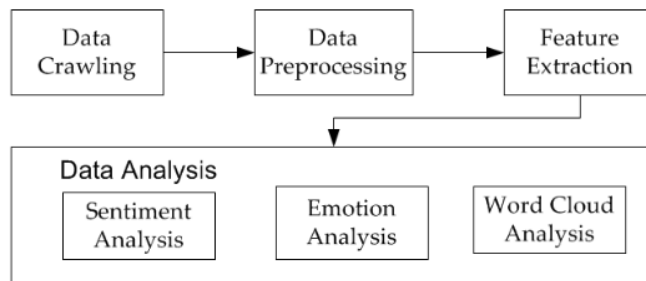 Data
Crawling
Data
Preprocessing
Feature
Extraction
Data Analysis
Sentiment
Analysis
Emotion
Analysis
Word Cloud
Analysis